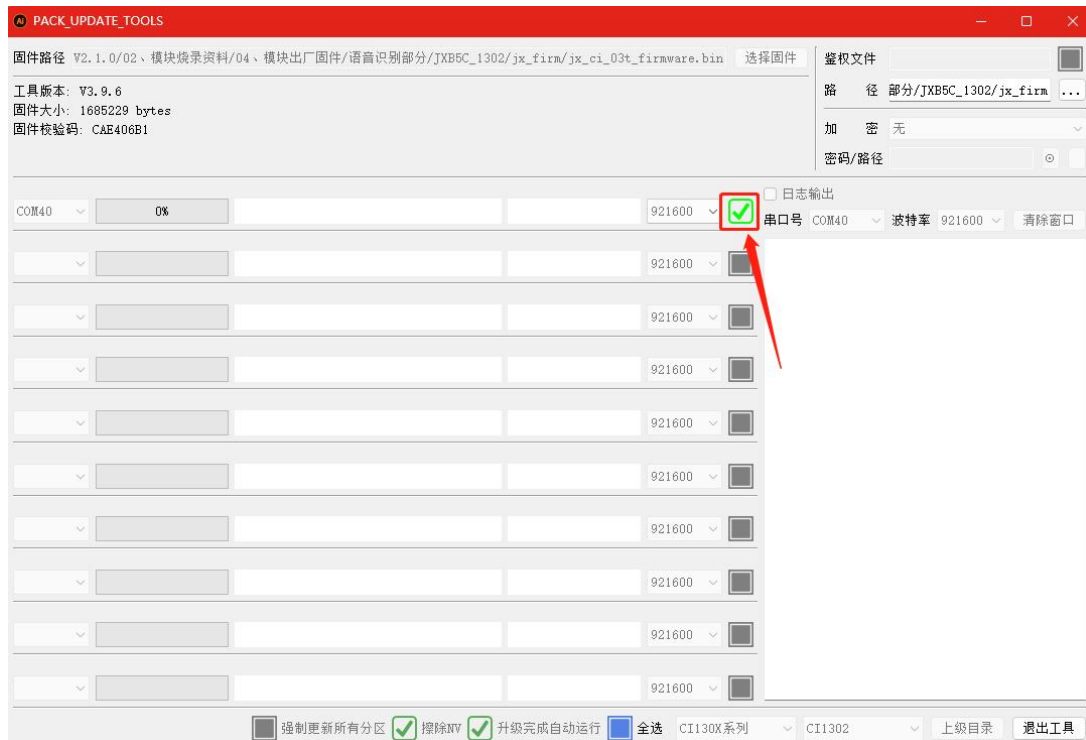 PACK_UPDATE_TOOLS
固件路径 V2.1.0/02、模块烧录资料/04、模块出厂固件/语音识别部分/JXB5C_1302/jx_firm/jx_ci_03t_firmware.bin 选择固件
工具版本: V3.9.6
固件大小: 1685229 bytes
固件校验码: CAE406B1
鉴权文件
路 径 部分/JXB5C_1302/jx_firm ...
加 密 无
密码/路径
COM40 0% 921600
921600
921600
921600
921600
921600
921600
921600
921600
921600
日志输出
串口号 COM40 波特率 921600 清除窗口
强制更新所有分区 擦除NV 升级完成自动运行 全选 CI130X系列 CI1302 上级目录 退出工具